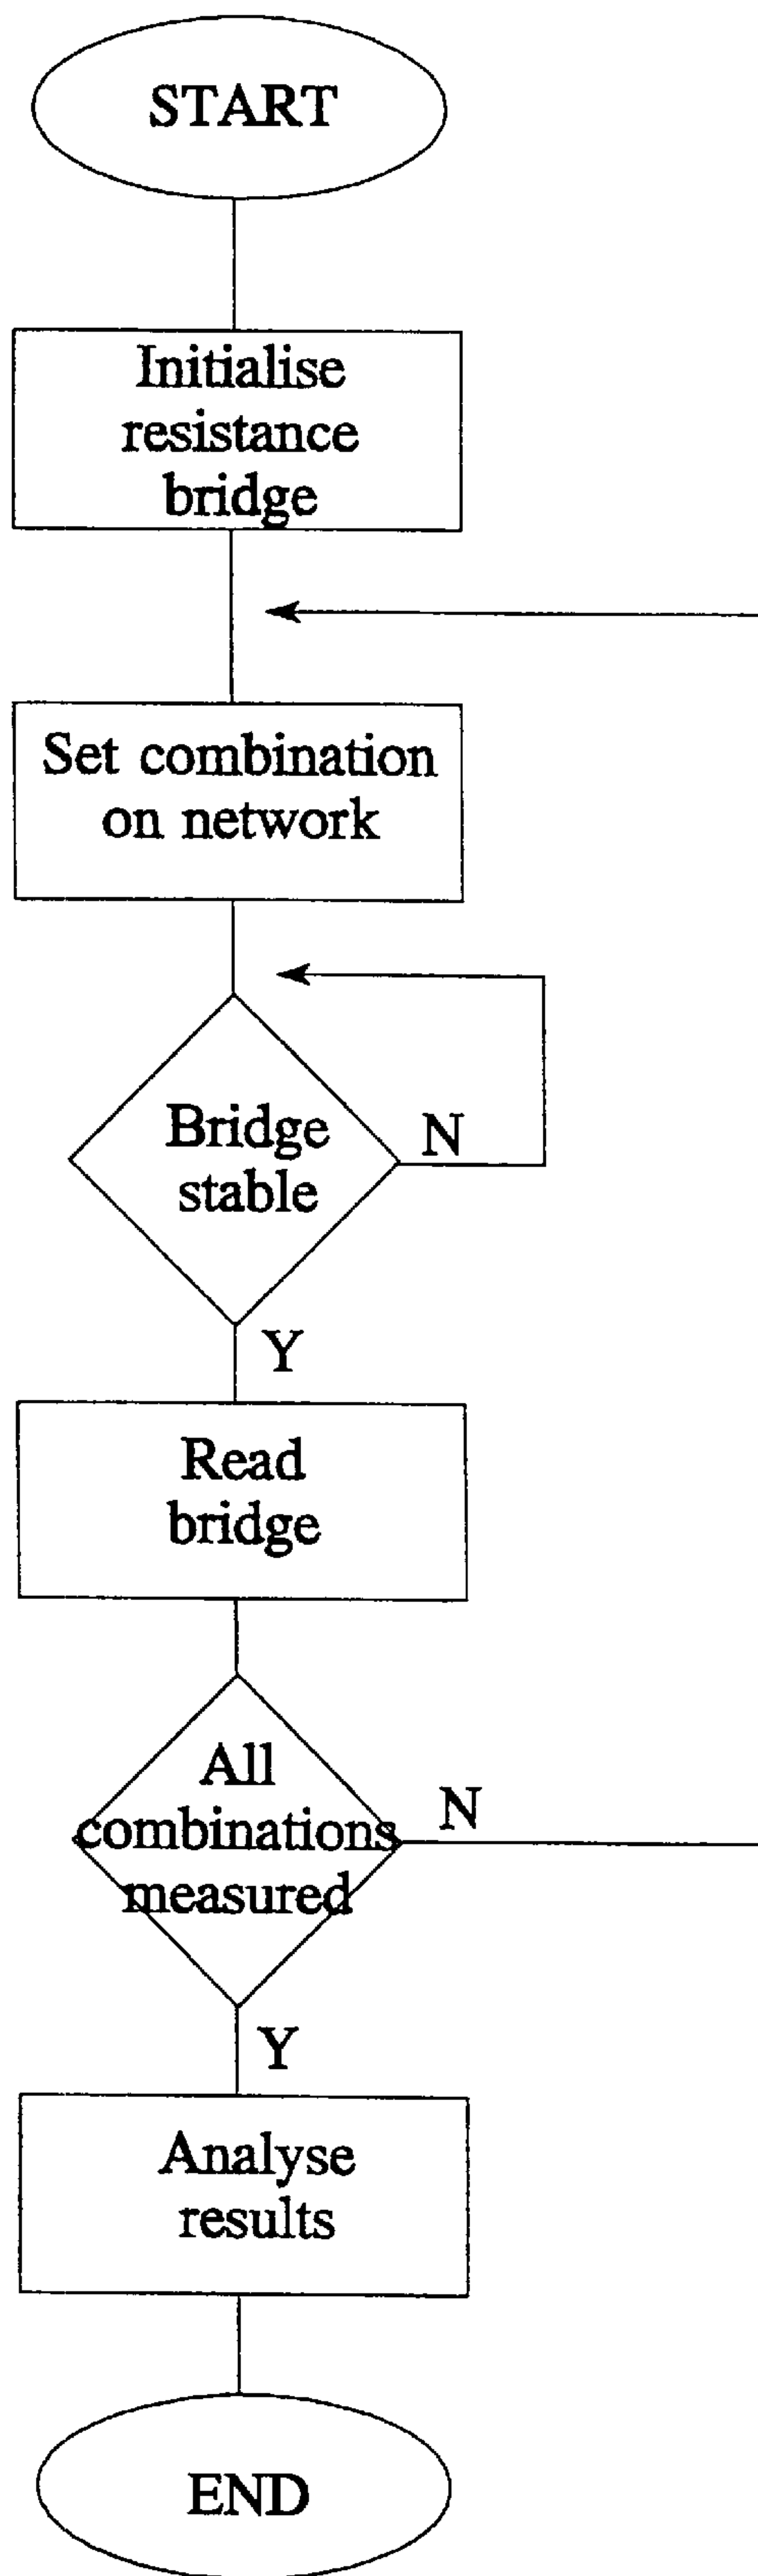 START
Initialise
resistance
bridge
Set combination
on network
Bridge
stable
N
Y
Read
bridge
All
combinations
measured
N
Y
Analyse
results
END